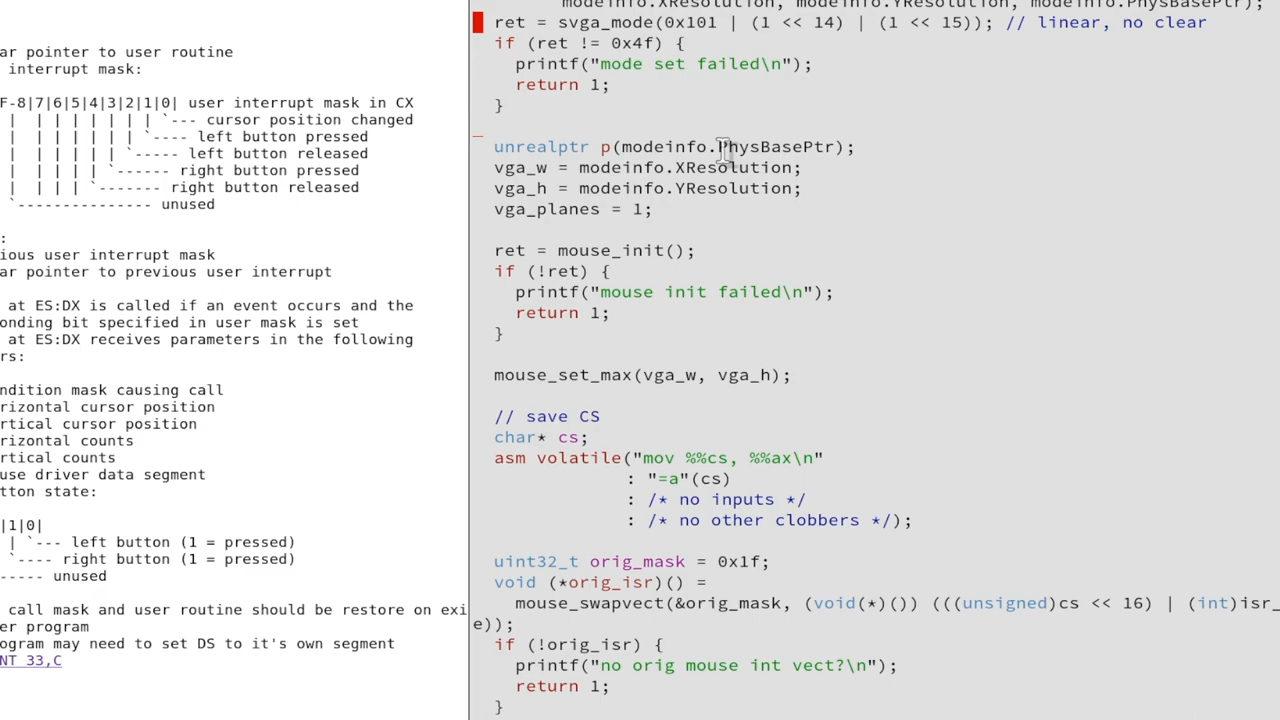 ar pointer to user routine
interrupt mask:
F-8|7|6|5|4|3|2|1|0| user interrupt mask in CX
| | | | | | | | `--- cursor position changed
| | | | | | | `---- left button pressed
| | | | | | `----- left button released
| | | | | `------ right button pressed
| | | | `------- right button released
`--------------- unused
:
ious user interrupt mask
ar pointer to previous user interrupt
at ES:DX is called if an event occurs and the
onding bit specified in user mask is set
at ES:DX receives parameters in the following
rs:
ndition mask causing call
rizontal cursor position
rtical cursor position
rizontal counts
rtical counts
use driver data segment
tton state:
|1|0|
| `--- left button (1 = pressed)
`---- right button (1 = pressed)
----- unused
call mask and user routine should be restore on exi
er program
ogram may need to set DS to it's own segment
NT 33,C
modeinfo.XResolution, modeinfo.YResolution, modeinfo.PhysBasePtr);
ret = svga_mode(0x101 | (1 << 14) | (1 << 15)); // linear, no clear
if (ret != 0x4f) {
printf("mode set failed\n");
return 1;
}
unrealptr p(modeinfo.PhysBasePtr);
vga_w = modeinfo.XResolution;
vga_h = modeinfo.YResolution;
vga_planes = 1;
ret = mouse_init();
if (!ret) {
printf("mouse init failed\n");
return 1;
}
mouse_set_max(vga_w, vga_h);
// save CS
char* cs;
asm volatile("mov %%cs, %%ax\n"
: "=a"(cs)
: /* no inputs */
: /* no other clobbers */);
uint32_t orig_mask = 0x1f;
void (*orig_isr)() =
mouse_swapvect(&orig_mask, (void(*)()) (((unsigned)cs << 16) | (int)isr_
e));
if (!orig_isr) {
printf("no orig mouse int vect?\n");
return 1;
}